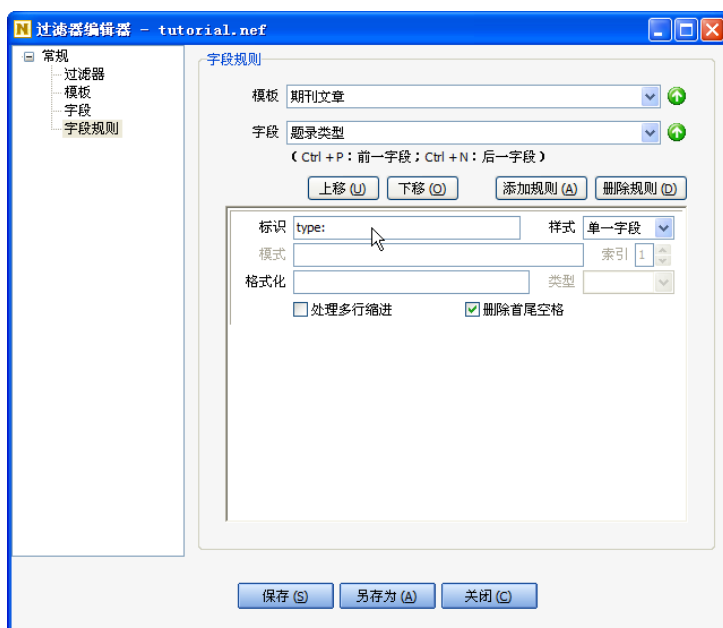 过滤器编辑器 - tutorial.nef
常规
过滤器
模板
字段
字段规则
字段规则
模板 期刊文章
字段 题录类型
( Ctrl +P：前一字段；Ctrl +N：后一字段 )
上移 (U) 下移 (O) 添加规则 (A) 删除规则 (D)
标识 type: 样式 单一字段
模式 索引 1
格式化 类型
处理多行缩进 删除首尾空格
保存 (S) 另存为 (A) 关闭 (C)